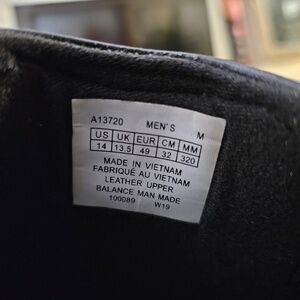 A13720 MEN'S M
US UK EUR CM MM
14 13.5 49 32 320
MADE IN VIETNAM
FABRIQUÉ AU VIETNAM
LEATHER UPPER
BALANCE MAN MADE
100089 W19